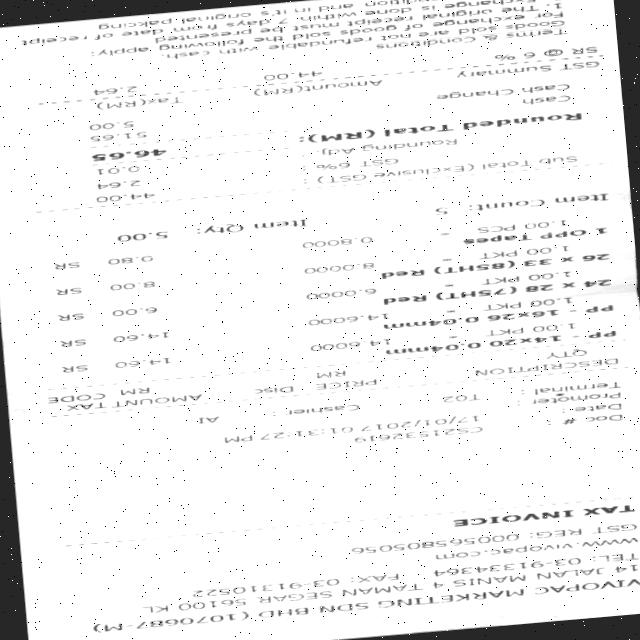 VIVOPAC MARKETING SDN BHD (1070687-M)
14 JALAN MANIS 4 TAMAN SEGAR 56100 KL
TEL: 03-91334364 FAX: 03-91310522
www.vivopac.com
GST REG: 000565805056
TAX INVOICE
Doc # : CS21532619
Date : 17/01/2017 01:31:27 PM
Promoter :
Terminal : T02 Cashier : A1
DESCRIPTION PRICE Disc AMOUNT TAX
QTY RM RM CODE
PP - 14x20 0.04mm
1.00 PKT 14.6000 - 14.60 SR
PP - 16x26 0.04mm
1.00 PKT 14.6000 - 14.60 SR
24 x 28 (75HT) Red
1.00 PKT 6.0000 - 6.00 SR
26 x 33 (85HT) Red
1.00 PKT 8.0000 - 8.00 SR
1 OPP Tapes
1.00 PCS 0.8000 - 0.80 SR
Item Count: 5 Item Qty: 5.00
Sub Total (Exclusive GST) : 44.00
GST 6% : 2.64
Rounding Adj : 0.01
Rounded Total (RM): 46.65
Cash 51.65
Cash Change 5.00
GST Summary Amount(RM) Tax(RM)
SR @ 6 % 44.00 2.64
Terms & Conditions
Goods sold are not refundable with cash.
For exchange of goods sold the following apply:
1. The original receipt must be presented
Exchange is done within 7 days from date of receipt
condition and in it's original packing